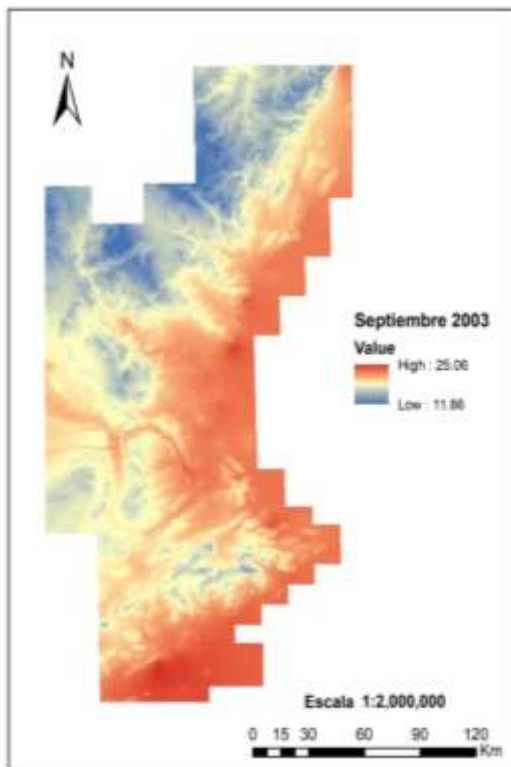 N
Septiembre 2003
Value
High : 25.06
Low : 11.86
Escala 1:2,000,000
0 15 30 60 90 120
Km